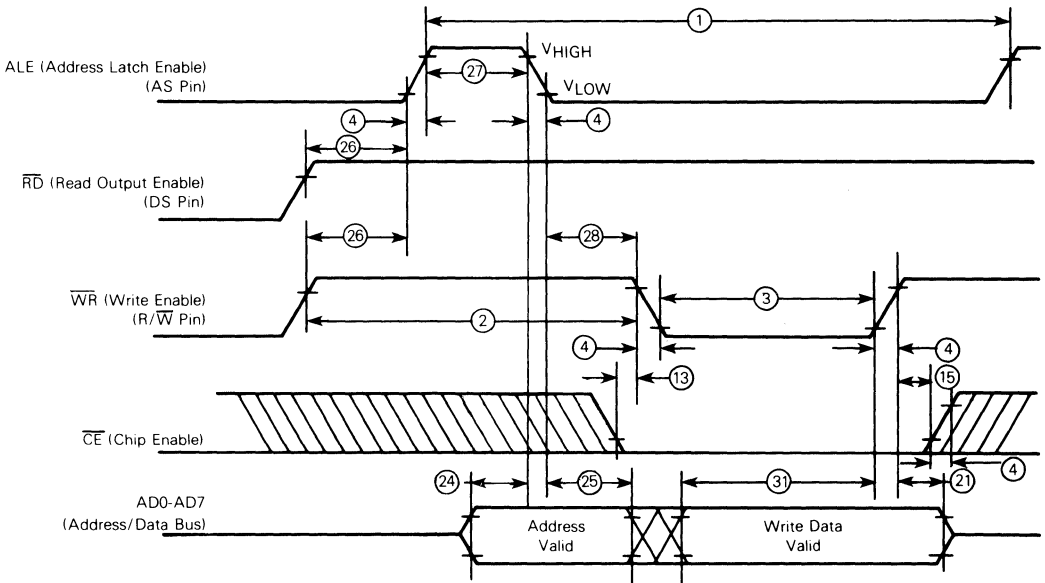 1
ALE (Address Latch Enable)
(AS Pin)
27
VHIGH
VLOW
4
4
26
RD (Read Output Enable)
(DS Pin)
26
28
WR (Write Enable)
(R/W Pin)
2
3
4
4
13
15
CE (Chip Enable)
4
24
25
31
21
AD0-AD7
(Address/Data Bus)
Address
Valid
Write Data
Valid